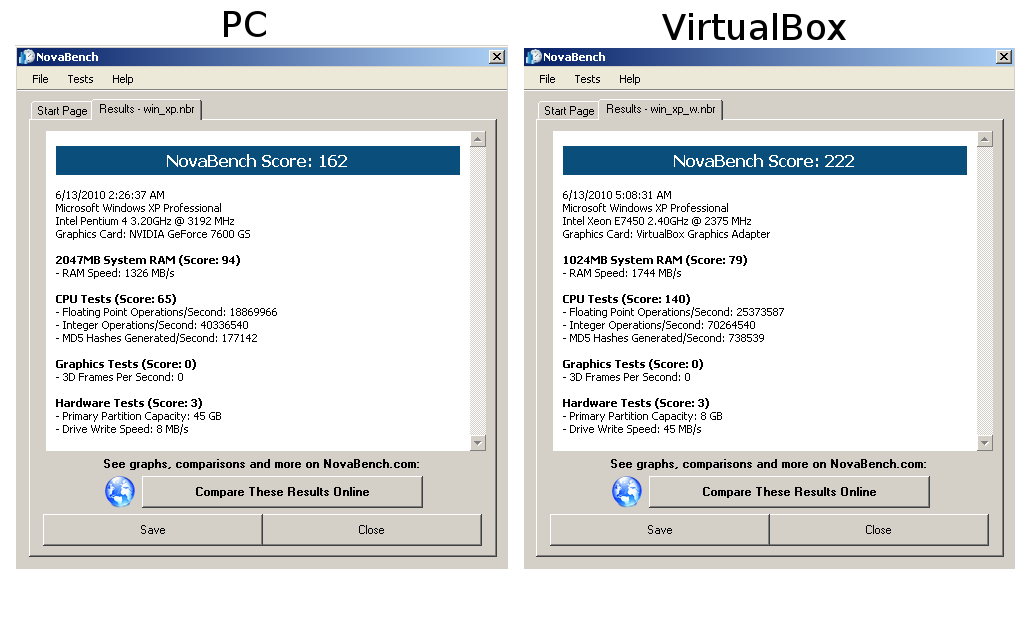 PC
NovaBench
File Tests Help
Start Page Results - win_xp.nbr
NovaBench Score: 162
6/13/2010 2:26:37 AM
Microsoft Windows XP Professional
Intel Pentium 4 3.20GHz @ 3192 MHz
Graphics Card: NVIDIA GeForce 7600 GS
2047MB System RAM (Score: 94)
- RAM Speed: 1326 MB/s
CPU Tests (Score: 65)
- Floating Point Operations/Second: 18869966
- Integer Operations/Second: 40336540
- MD5 Hashes Generated/Second: 177142
Graphics Tests (Score: 0)
- 3D Frames Per Second: 0
Hardware Tests (Score: 3)
- Primary Partition Capacity: 45 GB
- Drive Write Speed: 8 MB/s
See graphs, comparisons and more on NovaBench.com:
Compare These Results Online
Save Close
VirtualBox
NovaBench
File Tests Help
Start Page Results - win_xp_w.nbr
NovaBench Score: 222
6/13/2010 5:08:31 AM
Microsoft Windows XP Professional
Intel Xeon E7450 2.40GHz @ 2375 MHz
Graphics Card: VirtualBox Graphics Adapter
1024MB System RAM (Score: 79)
- RAM Speed: 1744 MB/s
CPU Tests (Score: 140)
- Floating Point Operations/Second: 25373587
- Integer Operations/Second: 70264540
- MD5 Hashes Generated/Second: 738539
Graphics Tests (Score: 0)
- 3D Frames Per Second: 0
Hardware Tests (Score: 3)
- Primary Partition Capacity: 8 GB
- Drive Write Speed: 45 MB/s
See graphs, comparisons and more on NovaBench.com:
Compare These Results Online
Save Close